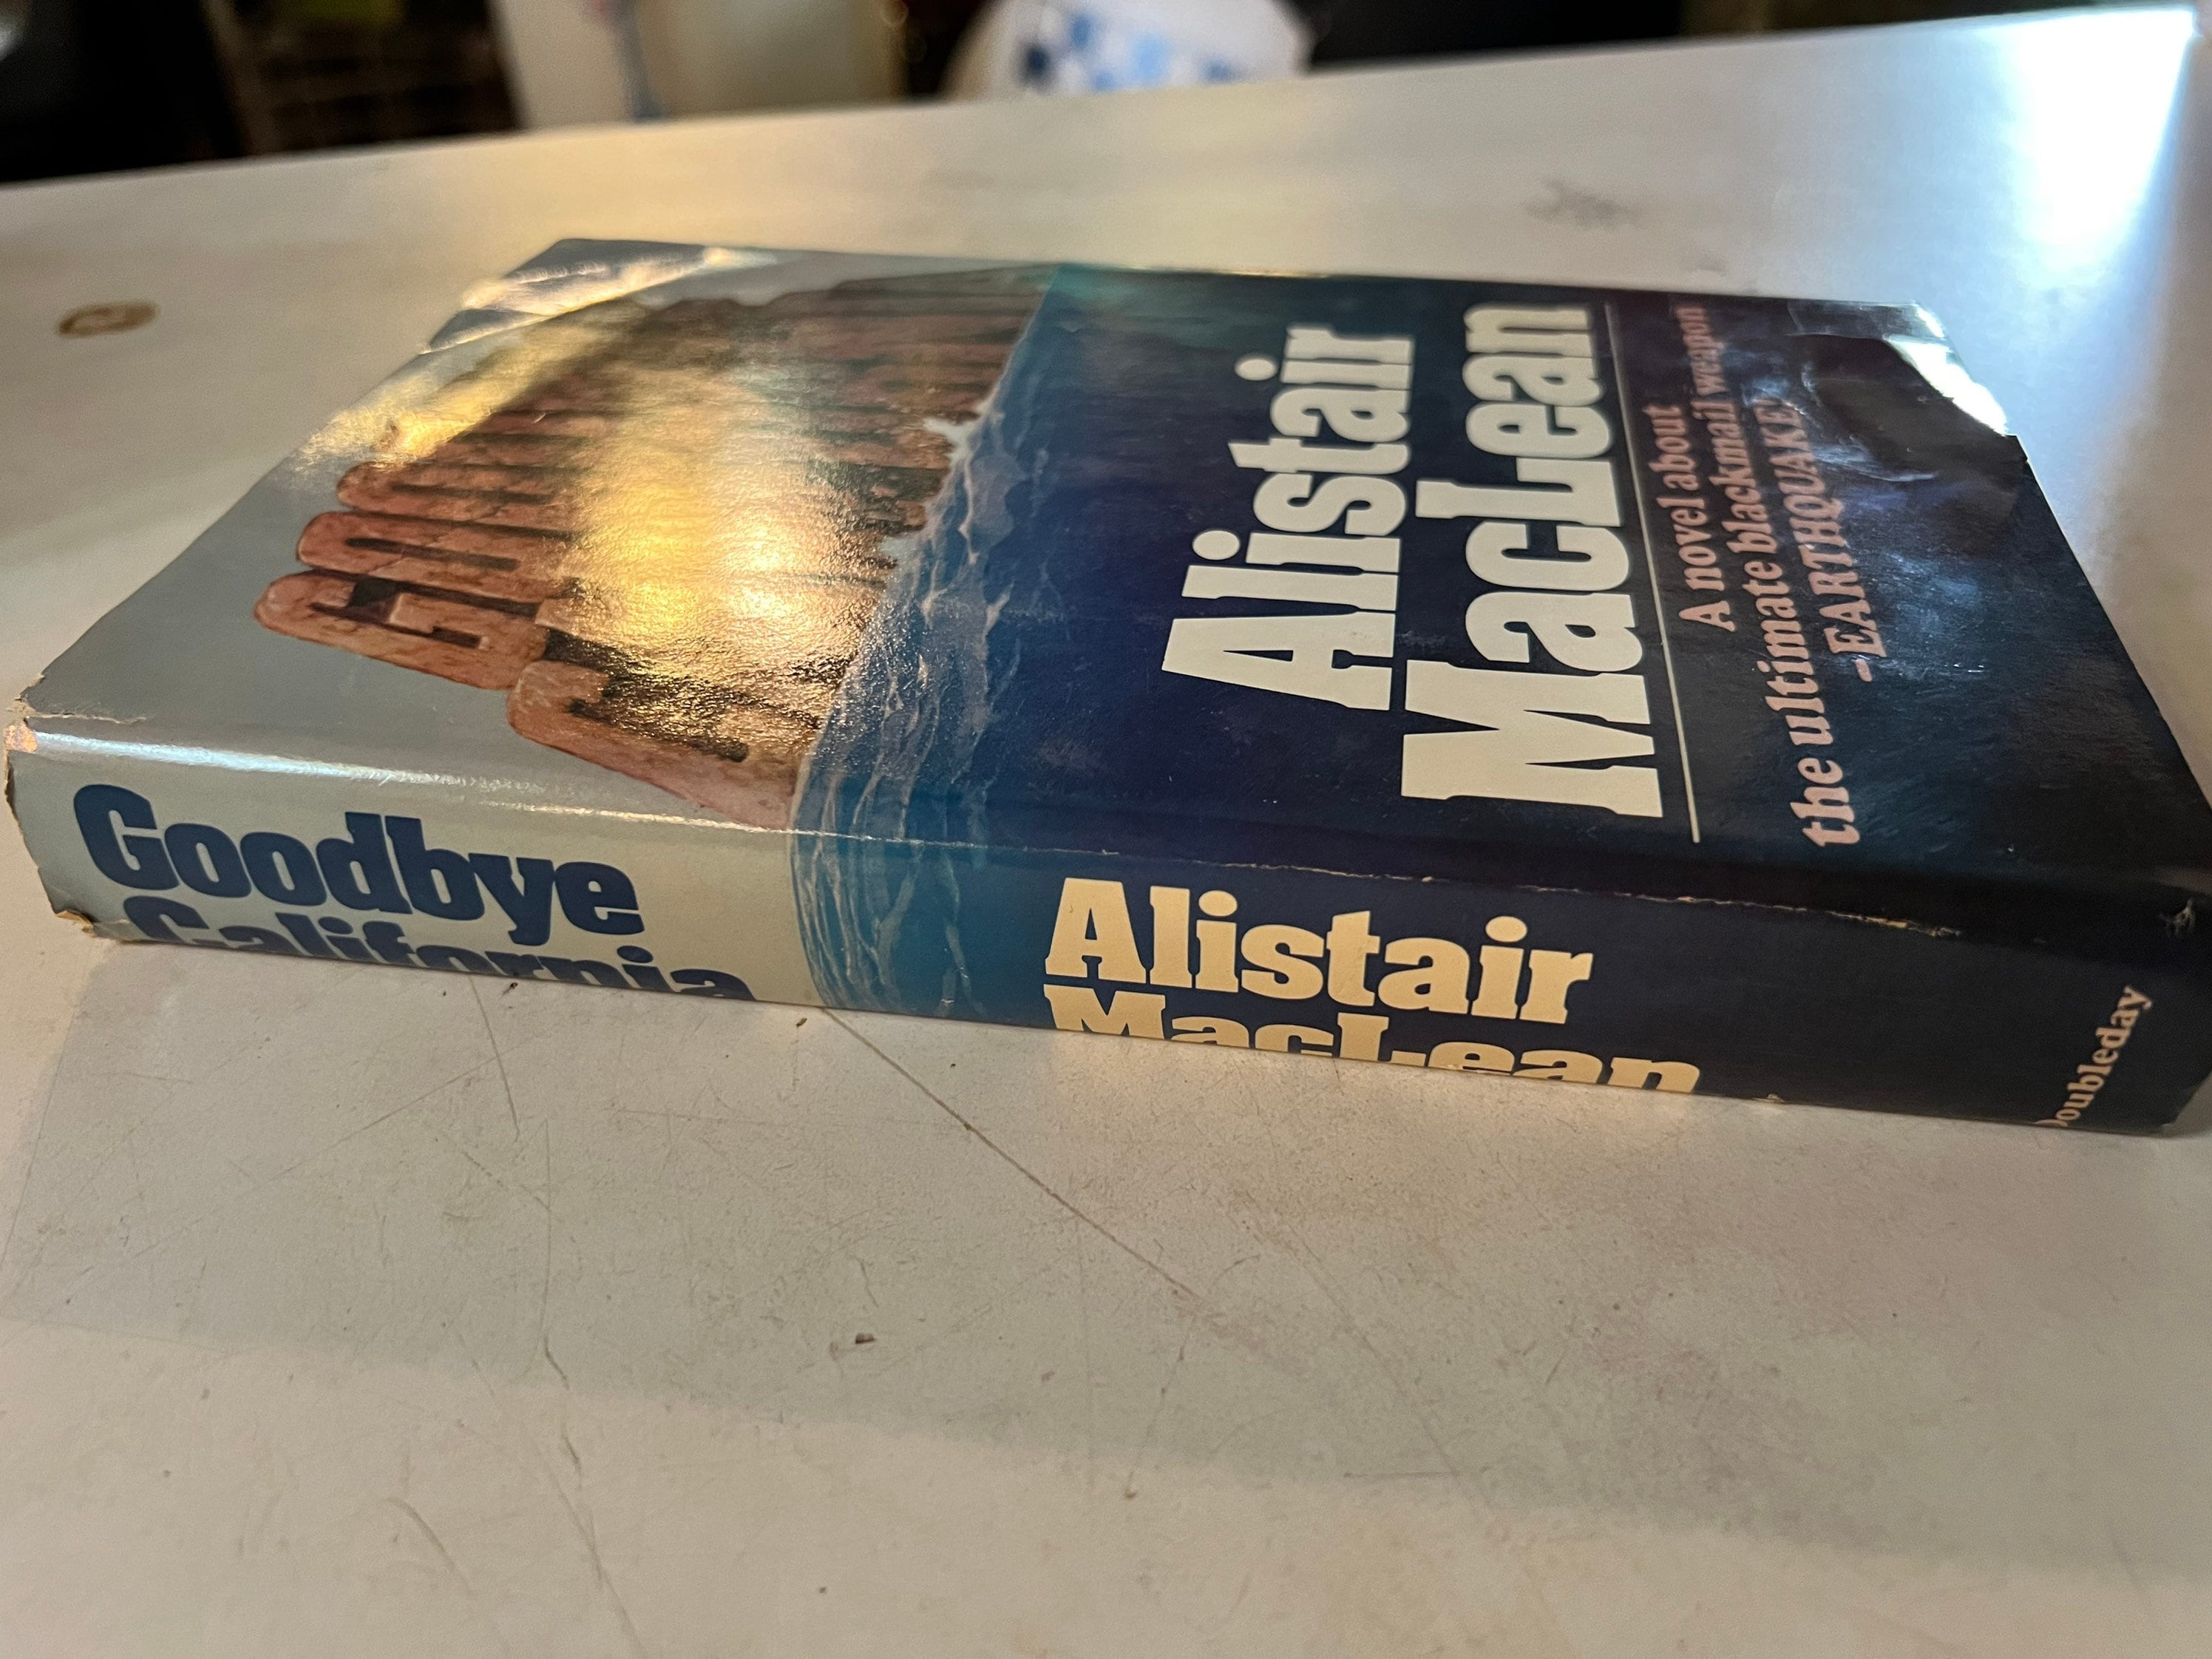 Alistair
MacLean
A novel about
the ultimate blackmail weapon
-EARTHQUAKE!
Goodbye
California
Alistair
MacLean
Doubleday